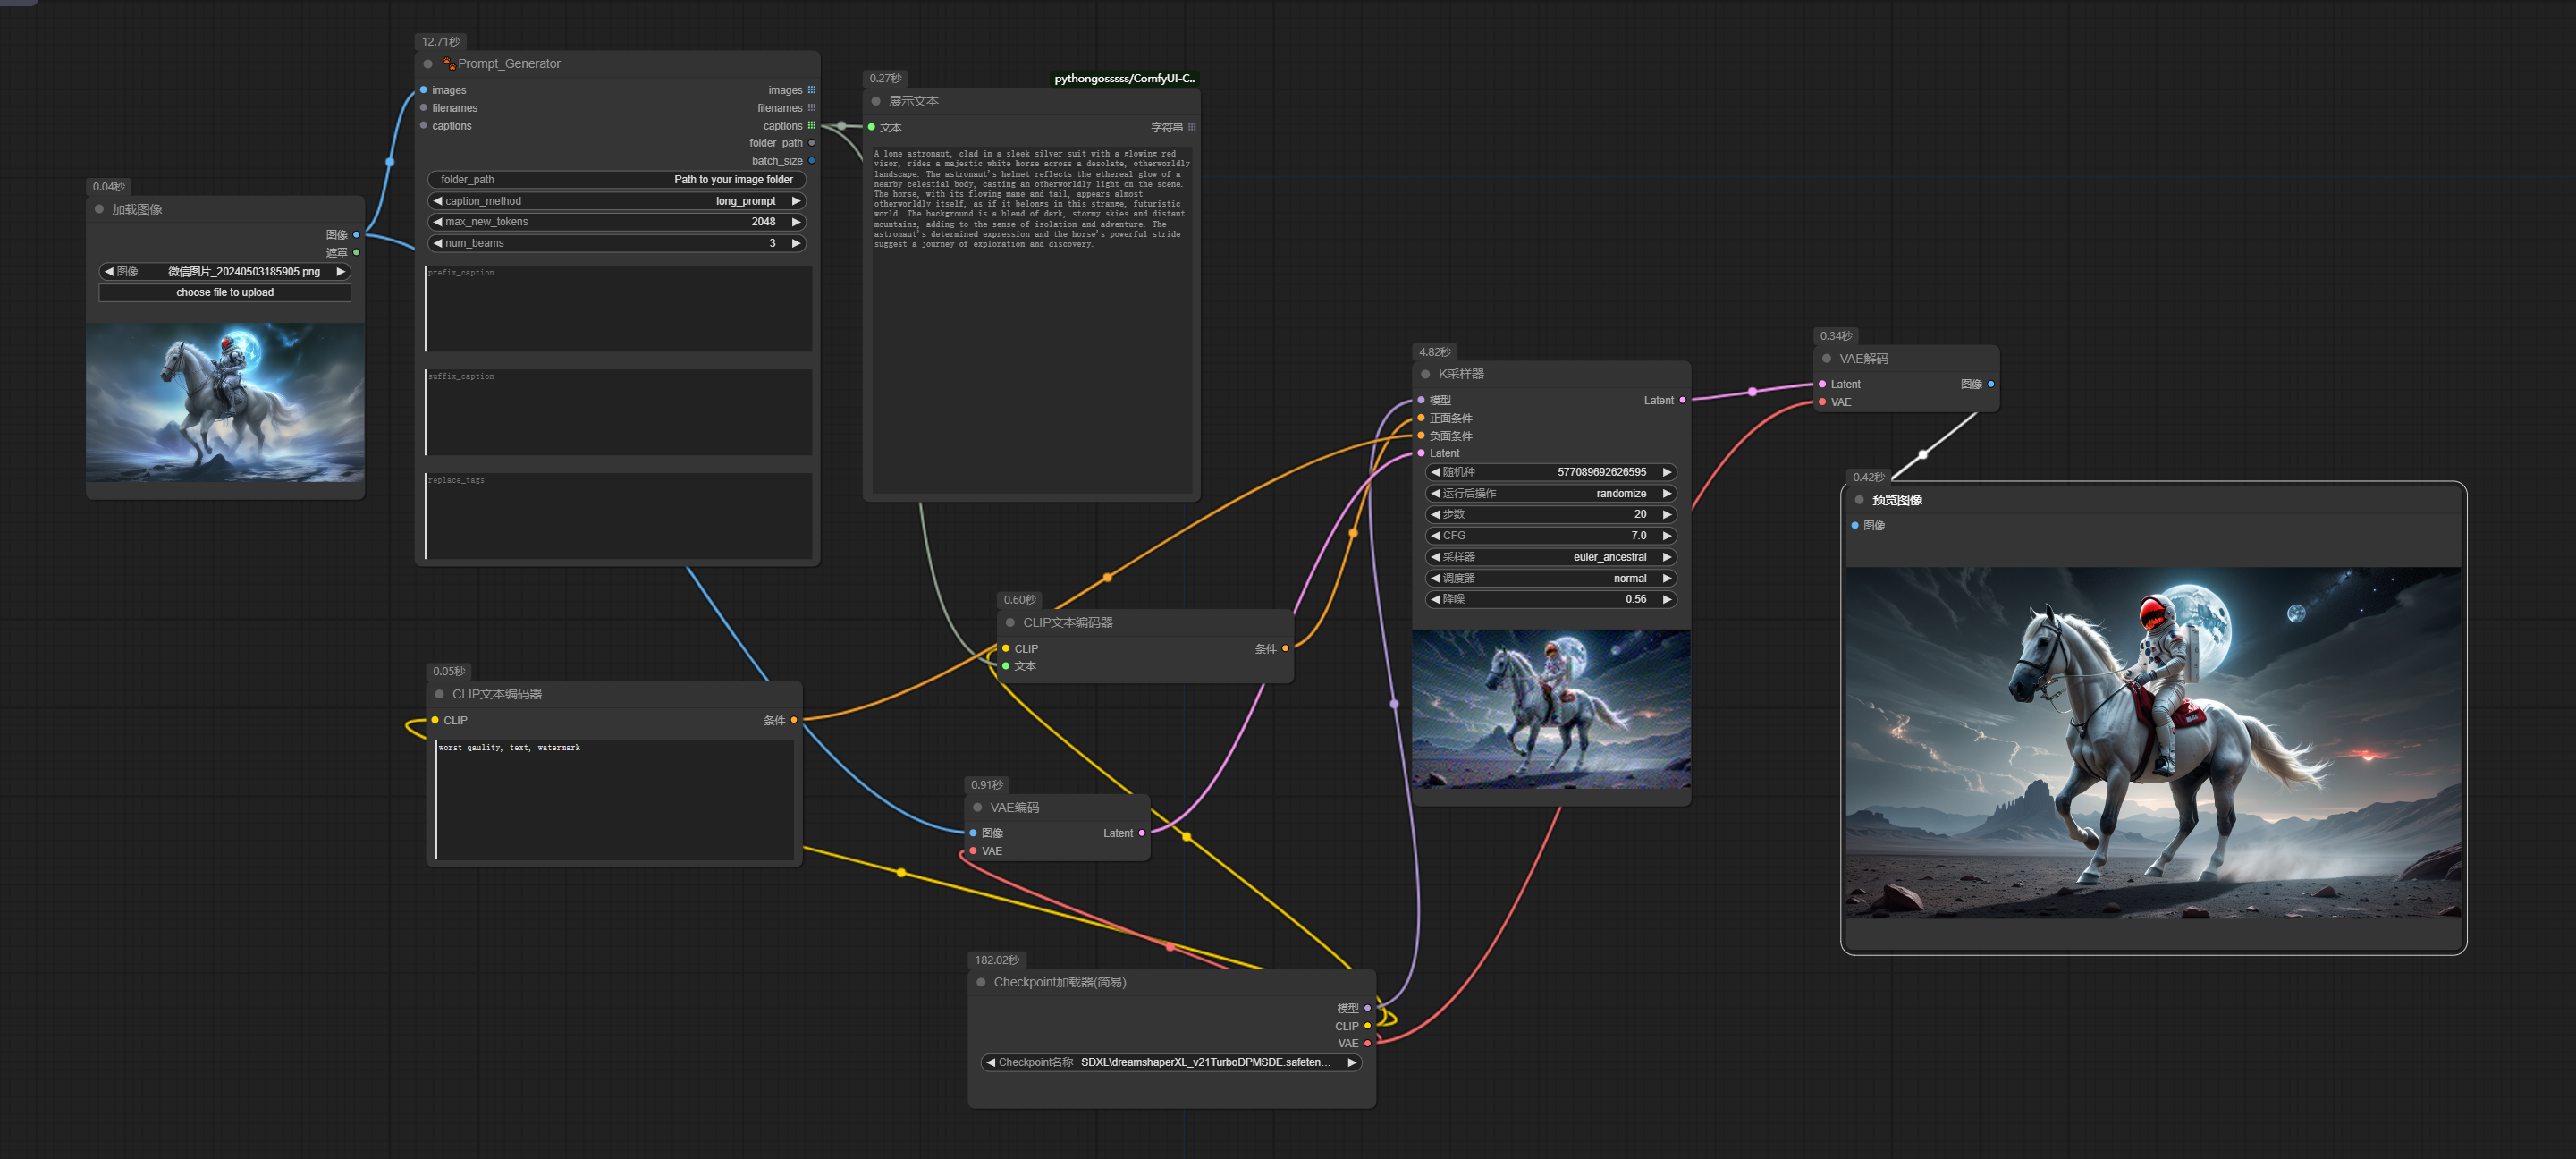 0.04秒
加载图像
图像
遮罩
图像 微信图片_20240503185905.png
choose file to upload
12.71秒
Prompt_Generator
images images
filenames filenames
captions captions
folder_path
batch_size
folder_path Path to your image folder
caption_method long_prompt
max_new_tokens 2048
num_beams 3
prefix_caption
suffix_caption
replace_tags
pythongosssss/ComfyUI-C..
0.27秒
展示文本
文本 字符串
A lone astronaut, clad in a sleek silver suit with a glowing red
visor, rides a majestic white horse across a desolate, otherworldly
landscape. The astronaut's helmet reflects the ethereal glow of a
nearby celestial body, casting an otherworldly light on the scene.
The horse, with its flowing mane and tail, appears almost
otherworldly itself, as if it belongs in this strange, futuristic
world. The background is a blend of dark, stormy skies and distant
mountains, adding to the sense of isolation and adventure. The
astronaut's determined expression and the horse's powerful stride
suggest a journey of exploration and discovery.
0.05秒
CLIP文本编码器
CLIP 条件
worst qaulity, text, watermark
0.60秒
CLIP文本编码器
CLIP 条件
文本
0.91秒
VAE编码
图像 Latent
VAE
182.02秒
Checkpoint加载器(简易)
模型
CLIP
VAE
Checkpoint名称 SDXL\dreamshaperXL_v21TurboDPMSDE.safeten...
4.82秒
K采样器
模型 Latent
正面条件
负面条件
Latent
随机种 577089692626595
运行后操作 randomize
步数 20
CFG 7.0
采样器 euler_ancestral
调度器 normal
降噪 0.56
0.34秒
VAE解码
Latent 图像
VAE
0.42秒
预览图像
图像